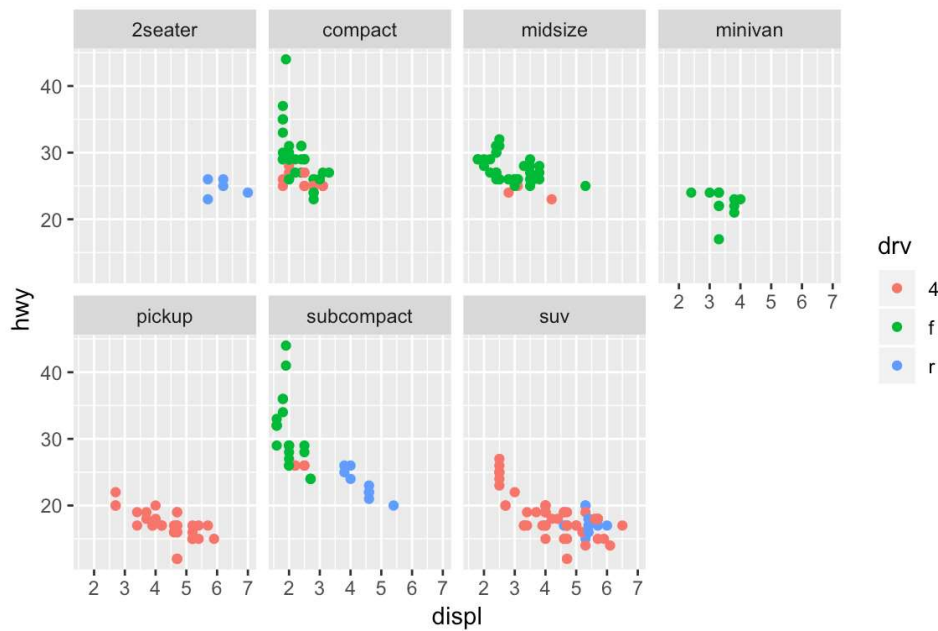 2seater compact midsize minivan
40
30
20
2 3 4 5 6 7
hwy
drv
4
f
r
pickup subcompact suv
40
30
20
2 3 4 5 6 7 2 3 4 5 6 7 2 3 4 5 6 7
displ